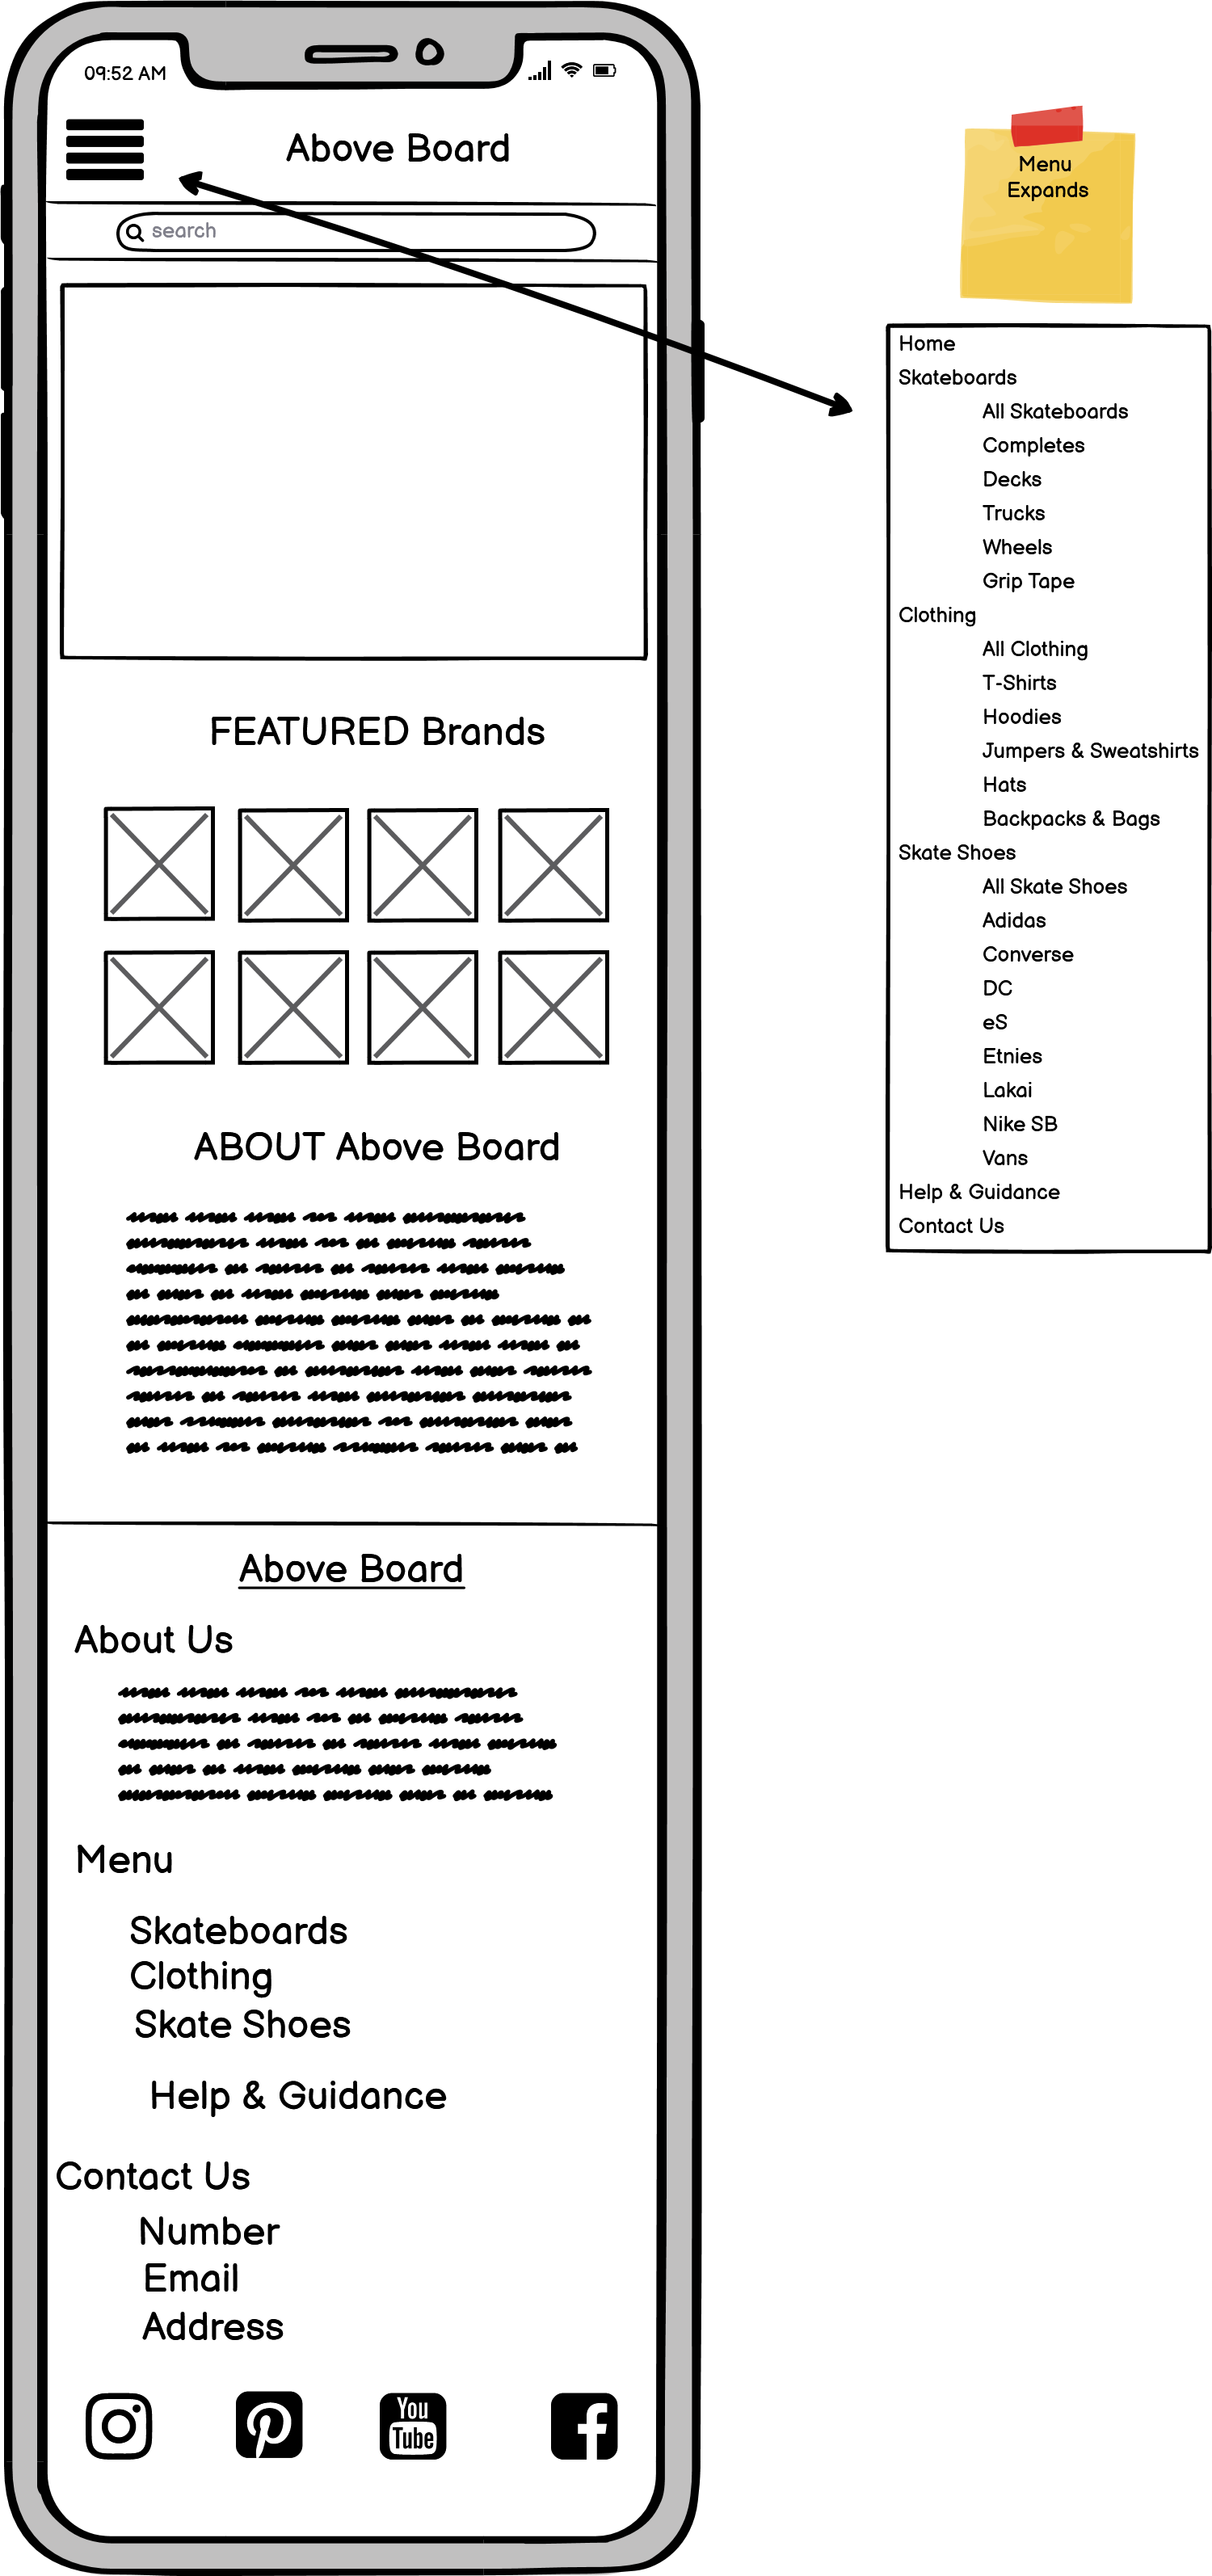 09:52 AM
Above Board
search
FEATURED Brands
ABOUT Above Board
Above Board
About Us
Menu
Skateboards
Clothing
Skate Shoes
Help & Guidance
Contact Us
Number
Email
Address
You
Tube
Menu
Expands
Home
Skateboards
All Skateboards
Completes
Decks
Trucks
Wheels
Grip Tape
Clothing
All Clothing
T-Shirts
Hoodies
Jumpers & Sweatshirts
Hats
Backpacks & Bags
Skate Shoes
All Skate Shoes
Adidas
Converse
DC
eS
Etnies
Lakai
Nike SB
Vans
Help & Guidance
Contact Us